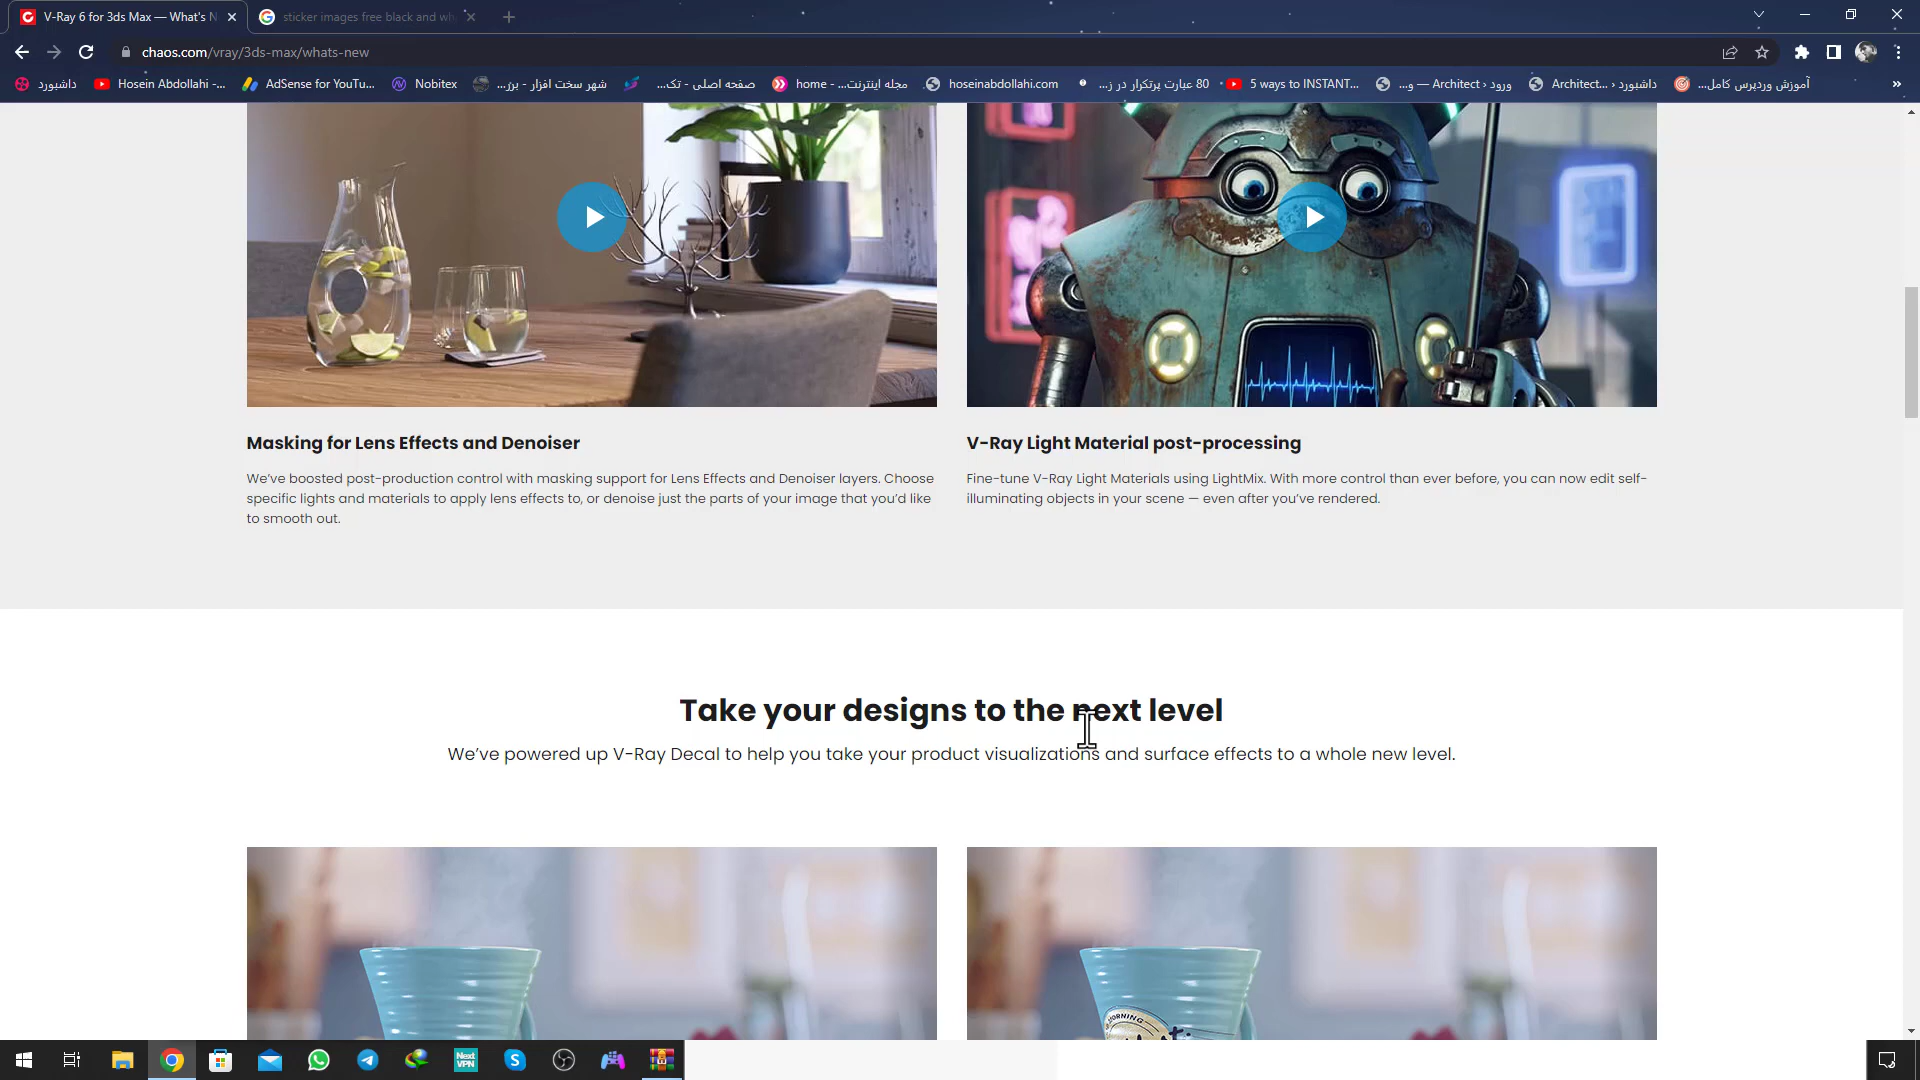 V-Ray 6 for 3ds Max — What's N
sticker images free black and wh
chaos.com/vray/3ds-max/whats-new
داشبورد
Hosein Abdollahi -...
AdSense for YouTu...
Nobitex
شهر سخت افزار - برر...
صفحه اصلی - تک...
مجله اینترنت... - home
hoseinabdollahi.com
80 عبارت پرتکرار در ز...
5 ways to INSTANT...
ورود ‹ Architect — و...
داشبورد ‹ Architect...
آموزش وردپرس کامل...
Masking for Lens Effects and Denoiser
We've boosted post-production control with masking support for Lens Effects and Denoiser layers. Choose
specific lights and materials to apply lens effects to, or denoise just the parts of your image that you'd like
to smooth out.
V-Ray Light Material post-processing
Fine-tune V-Ray Light Materials using LightMix. With more control than ever before, you can now edit self-
illuminating objects in your scene — even after you've rendered.
Take your designs to the next level
We've powered up V-Ray Decal to help you take your product visualizations and surface effects to a whole new level.
MORNING
Next
VPN